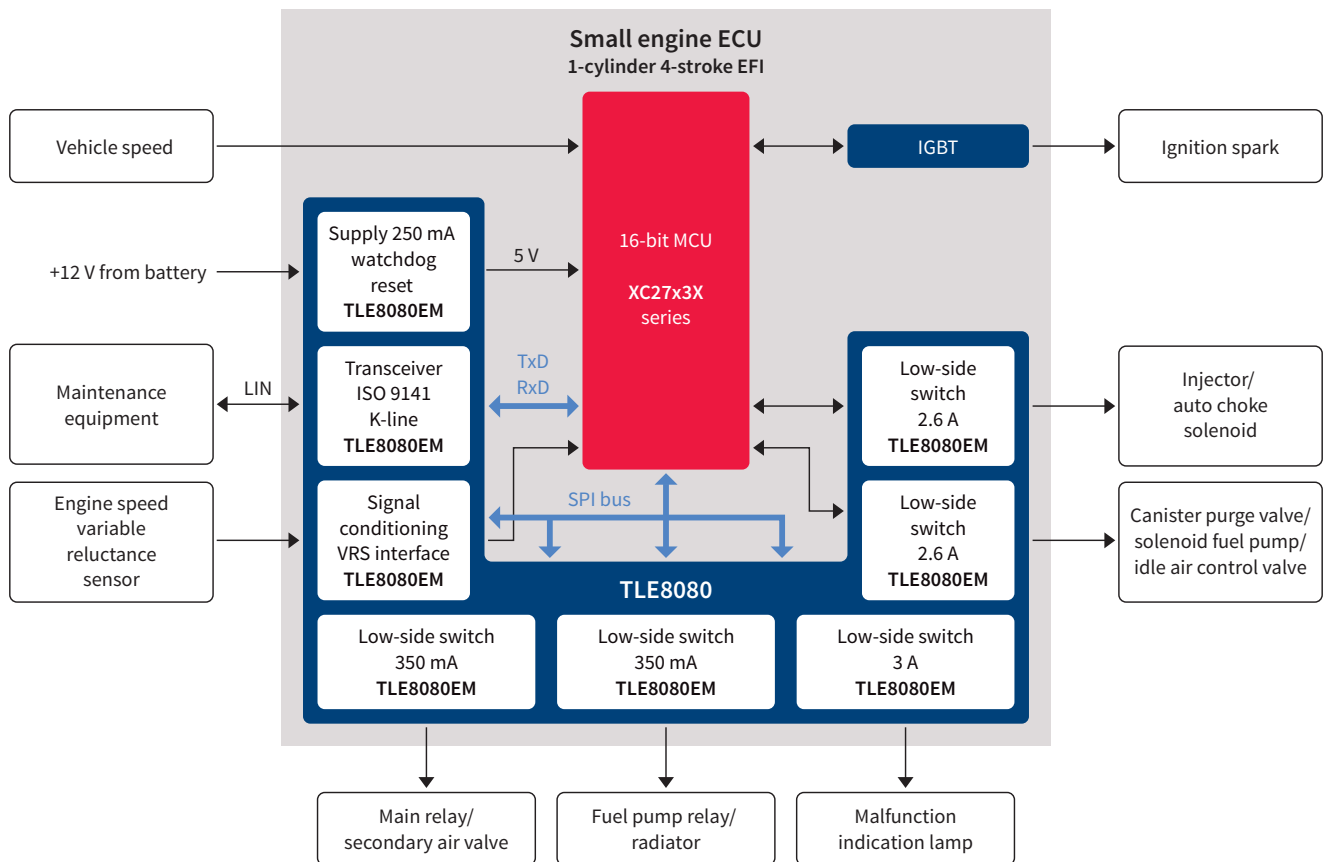 Small engine ECU
1-cylinder 4-stroke EFI
Vehicle speed
IGBT
Ignition spark
+12 V from battery
Supply 250 mA
watchdog
reset
TLE8080EM
5 V
16-bit MCU
XC27x3X
series
Maintenance
equipment
LIN
Transceiver
ISO 9141
K-line
TLE8080EM
TxD
RxD
Low-side
switch
2.6 A
TLE8080EM
Injector/
auto choke
solenoid
Engine speed
variable
reluctance
sensor
Signal
conditioning
VRS interface
TLE8080EM
SPI bus
Low-side
switch
2.6 A
TLE8080EM
Canister purge valve/
solenoid fuel pump/
idle air control valve
TLE8080
Low-side switch
350 mA
TLE8080EM
Low-side switch
350 mA
TLE8080EM
Low-side switch
3 A
TLE8080EM
Main relay/
secondary air valve
Fuel pump relay/
radiator
Malfunction
indication lamp